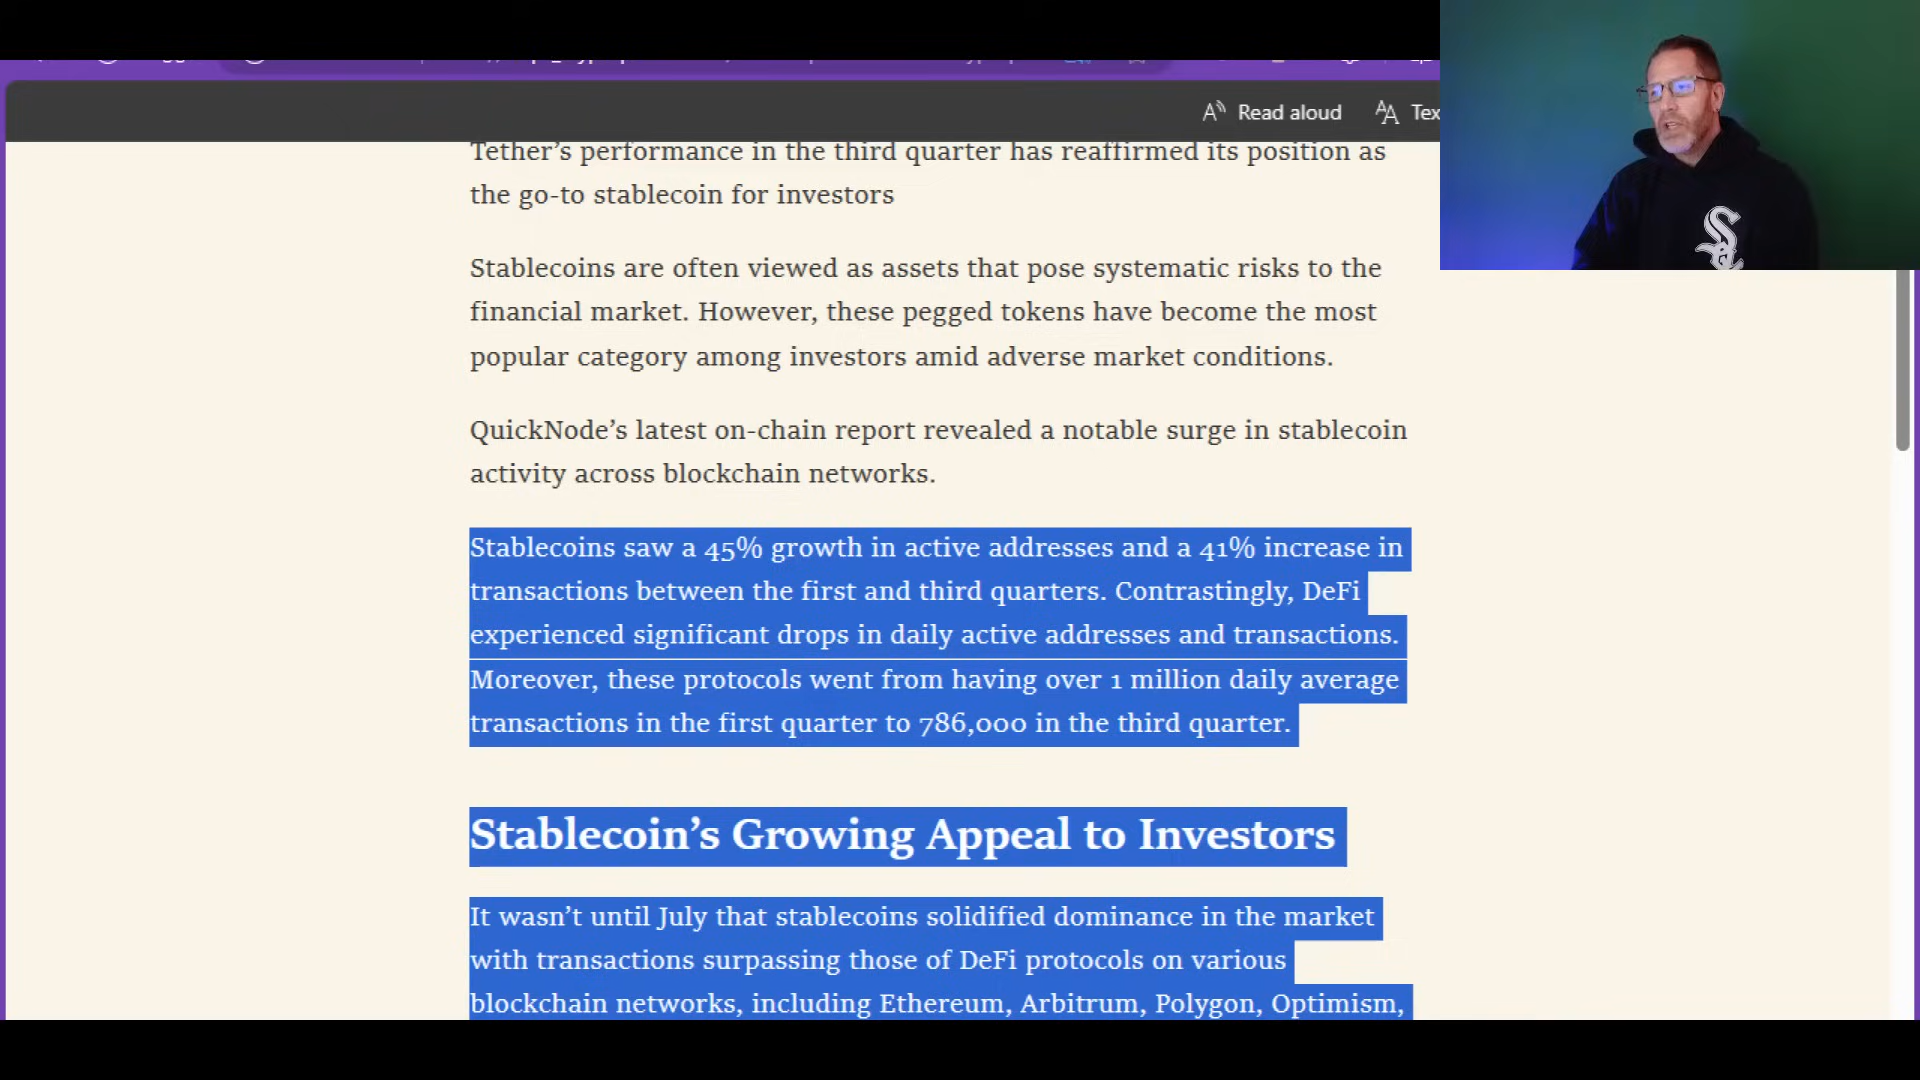 Read aloud
Tex
Tether’s performance in the third quarter has reaffirmed its position as
the go-to stablecoin for investors
Stablecoins are often viewed as assets that pose systematic risks to the
financial market. However, these pegged tokens have become the most
popular category among investors amid adverse market conditions.
QuickNode’s latest on-chain report revealed a notable surge in stablecoin
activity across blockchain networks.
Stablecoins saw a 45% growth in active addresses and a 41% increase in
transactions between the first and third quarters. Contrastingly, DeFi
experienced significant drops in daily active addresses and transactions.
Moreover, these protocols went from having over 1 million daily average
transactions in the first quarter to 786,000 in the third quarter.
Stablecoin’s Growing Appeal to Investors
It wasn’t until July that stablecoins solidified dominance in the market
with transactions surpassing those of DeFi protocols on various
blockchain networks, including Ethereum, Arbitrum, Polygon, Optimism,